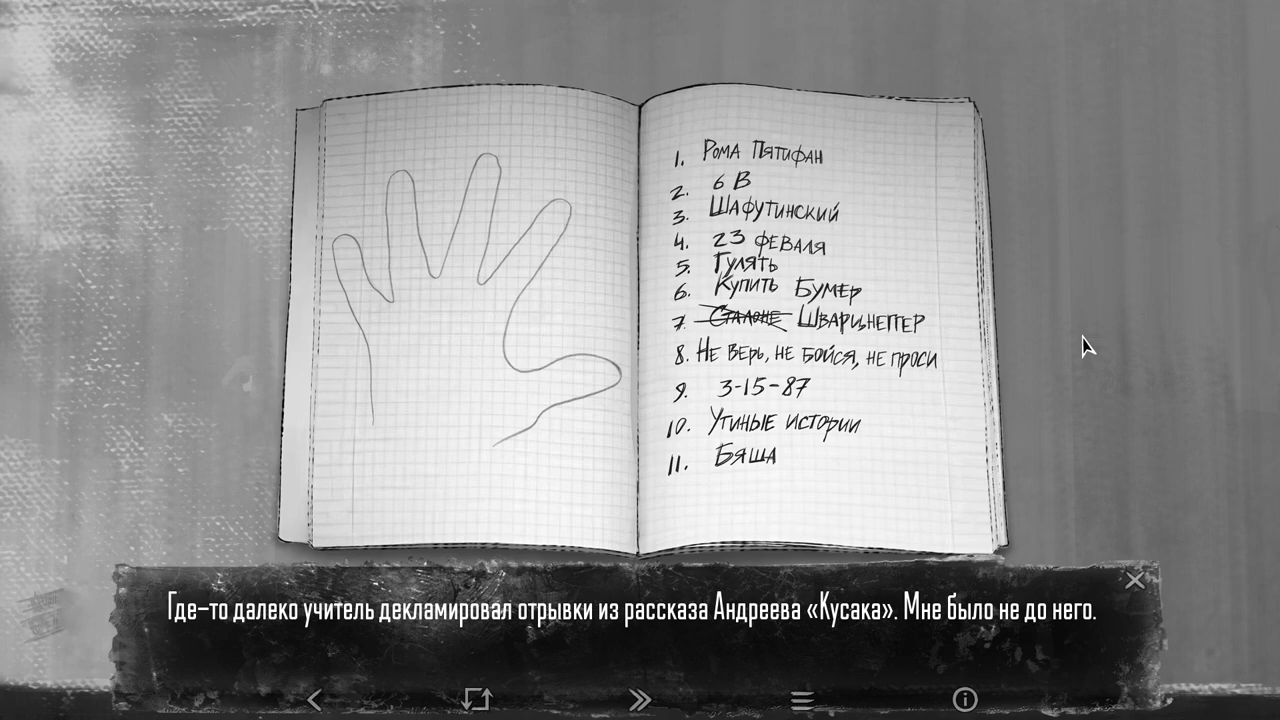 1. Рома Пятифан
2. 6 В
3. Шафутинский
4. 23 феваля
5. Гулять
6. Купить Бумер
7. Сталоне Шварцнеггер
8. Не верь, не бойся, не проси
9. 3-15-87
10. Утиные истории
11. Бяша
Где-то далеко учитель декламировал отрывки из рассказа Андреева «Кусака». Мне было не до него.